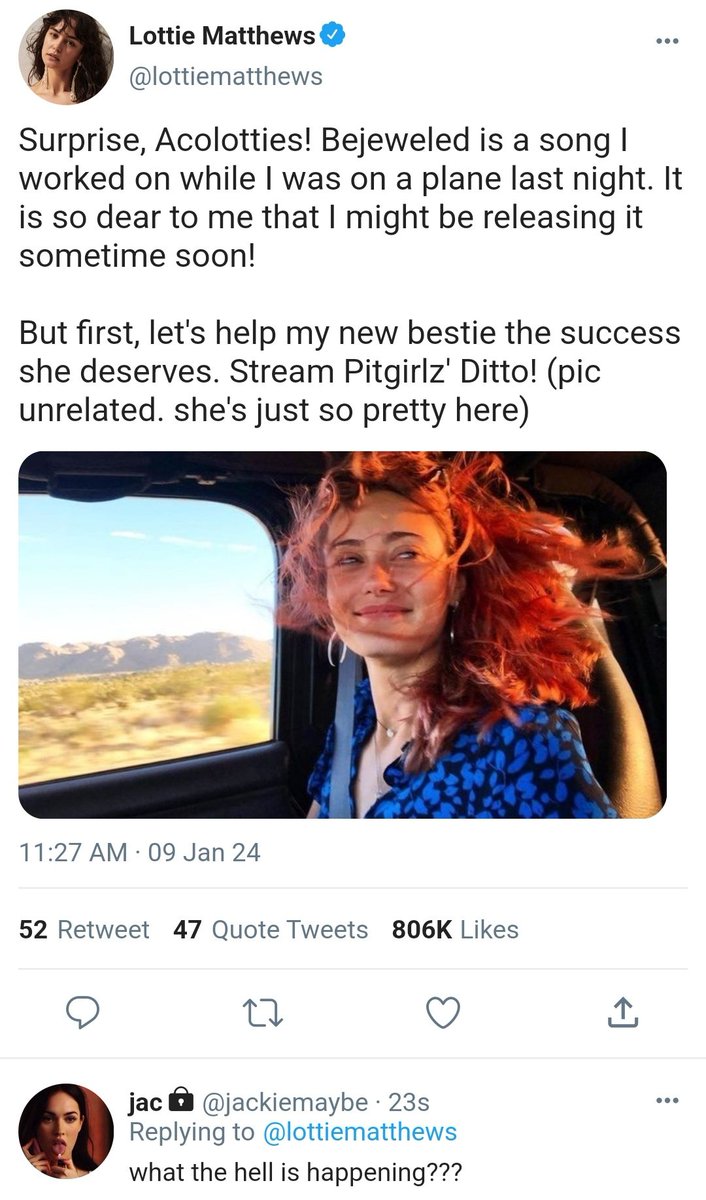 Lottie Matthews
@lottiematthews
Surprise, Acolotties! Bejeweled is a song I
worked on while I was on a plane last night. It
is so dear to me that I might be releasing it
sometime soon!
But first, let's help my new bestie the success
she deserves. Stream Pitgirlz' Ditto! (pic
unrelated. she's just so pretty here)
11:27 AM · 09 Jan 24
52 Retweet 47 Quote Tweets 806K Likes
jac @jackiemaybe · 23s
Replying to @lottiematthews
what the hell is happening???